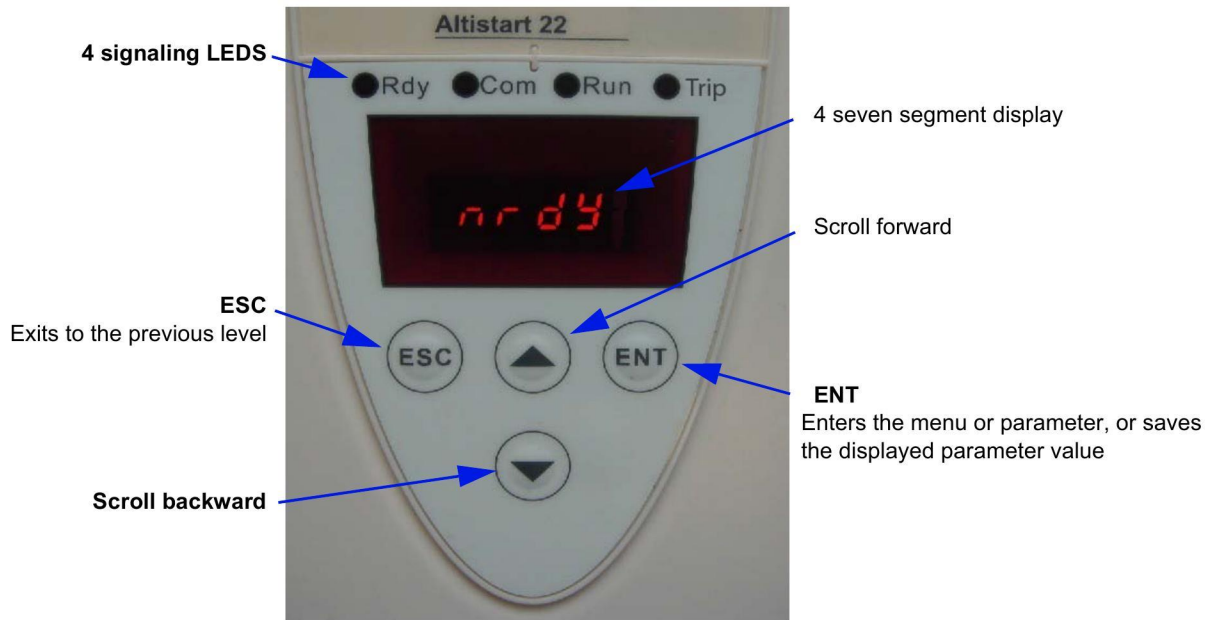 Altistart 22
4 signaling LEDS
Rdy Com Run Trip
4 seven segment display
nrdy
Scroll forward
ESC
Exits to the previous level
ESC ENT
ENT
Enters the menu or parameter, or saves
the displayed parameter value
Scroll backward